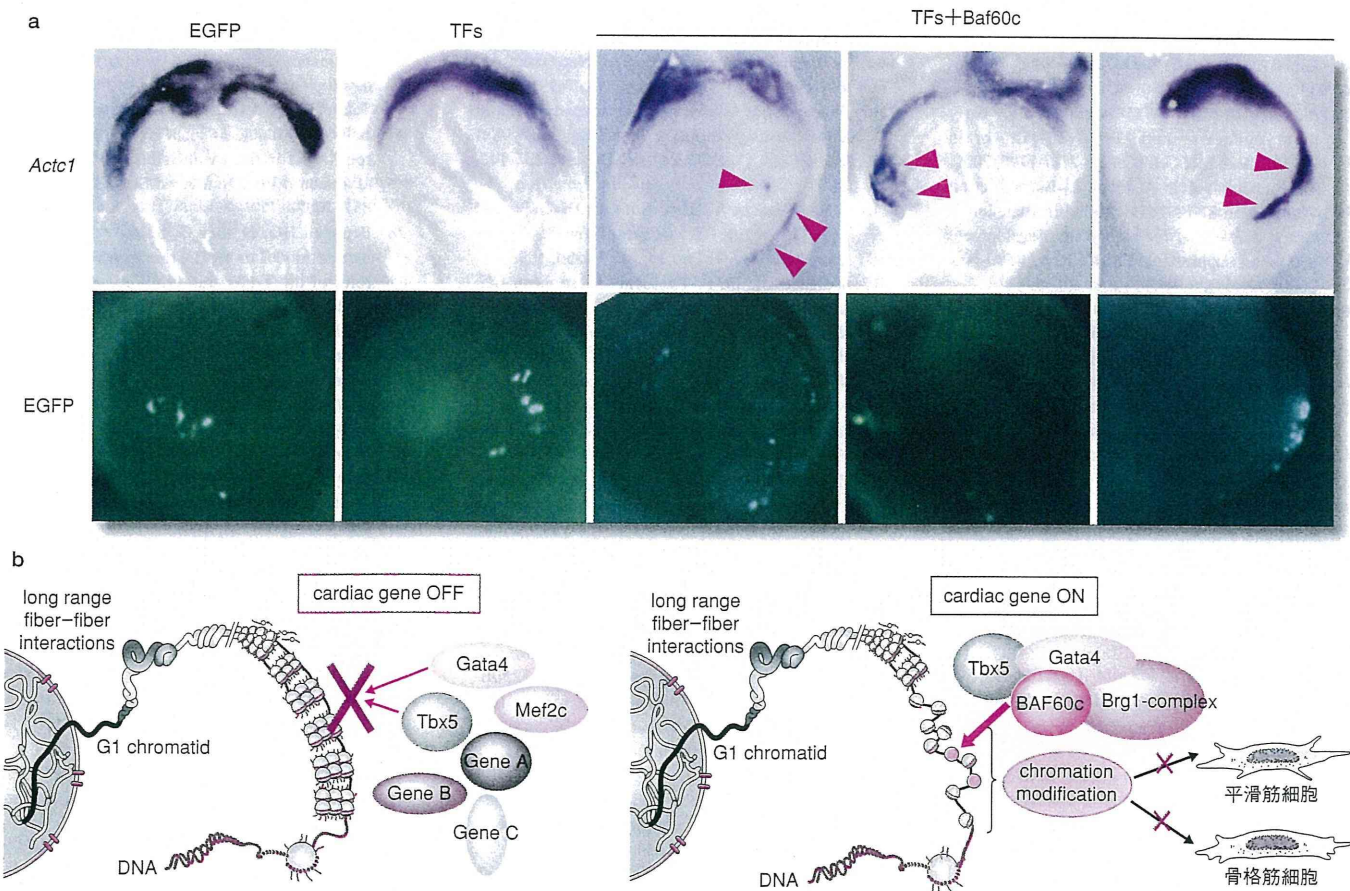 a
EGFP
TFs
TFs+Baf60c
Actc1
EGFP
b
long range
fiber–fiber
interactions
cardiac gene OFF
Gata4
Mef2c
Tbx5
Gene A
Gene B
Gene C
G1 chromatid
DNA
long range
fiber–fiber
interactions
cardiac gene ON
Tbx5
Gata4
BAF60c
Brg1-complex
G1 chromatid
chromation
modification
平滑筋細胞
骨格筋細胞
DNA